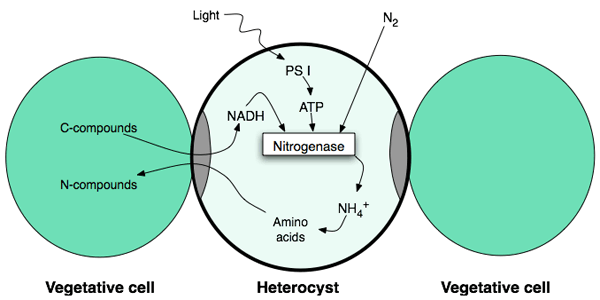 Light
N2
PS I
ATP
NADH
C-compounds
Nitrogenase
N-compounds
NH4+
Amino
acids
Vegetative cell
Heterocyst
Vegetative cell